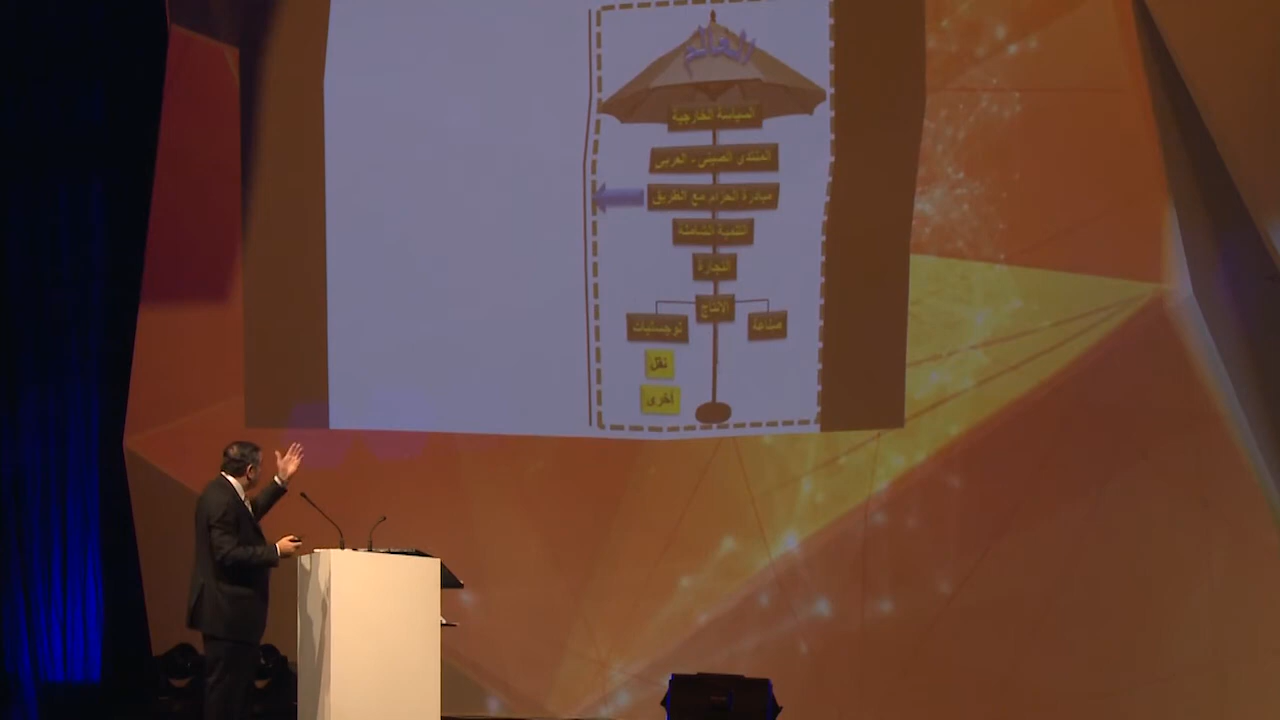 العالم
السياسة الخارجية
المنتدى الصيني - العربي
مبادرة الحزام مع الطريق
التنمية الشاملة
التجارة
الإنتاج
صناعة
لوجستيات
نقل
أخرى